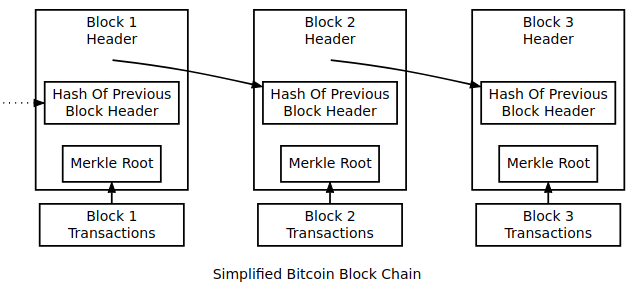 Block 1
Header
Hash Of Previous
Block Header
Merkle Root
Block 1
Transactions
Block 2
Header
Hash Of Previous
Block Header
Merkle Root
Block 2
Transactions
Block 3
Header
Hash Of Previous
Block Header
Merkle Root
Block 3
Transactions
Simplified Bitcoin Block Chain